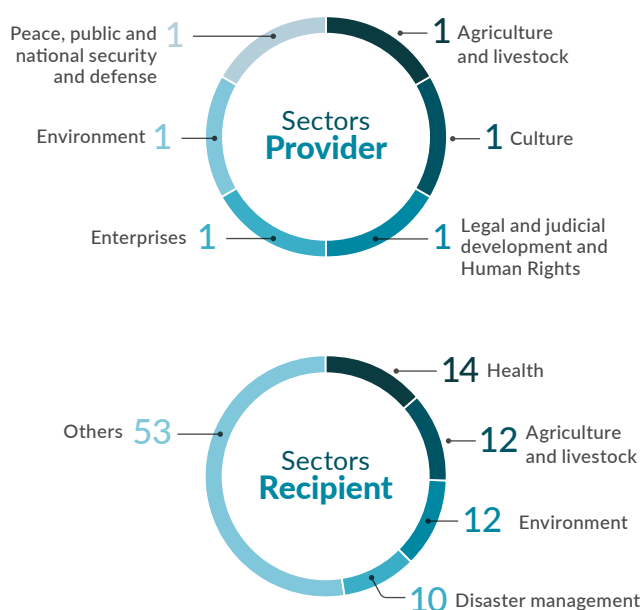 Peace, public and
national security
and defense
1
1 Agriculture
and livestock
Environment 1
Sectors
Provider
1 Culture
Enterprises 1
1 Legal and judicial
development and
Human Rights
14 Health
Others 53
12 Agriculture
and livestock
Sectors
Recipient
12 Environment
10 Disaster management